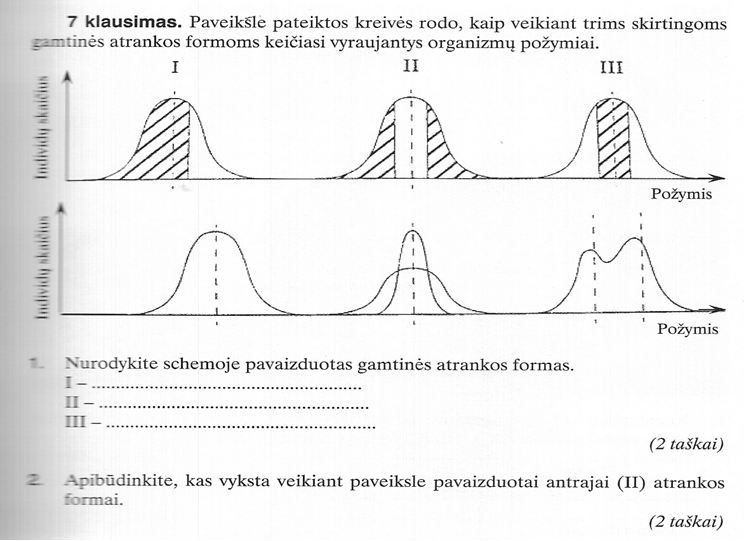 7 klausimas. Paveikšle pateiktos kreivės rodo, kaip veikiant trims skirtingoms
gamtinės atrankos formoms keičiasi vyraujantys organizmų požymiai.
I II III
Individų skaičius
Požymis
Individų skaičius
Požymis
1. Nurodykite schemoje pavaizduotas gamtinės atrankos formas.
I – ....................................................
II – ....................................................
III – ....................................................
(2 taškai)
2. Apibūdinkite, kas vyksta veikiant paveiksle pavaizduotai antrajai (II) atrankos
formai.
(2 taškai)